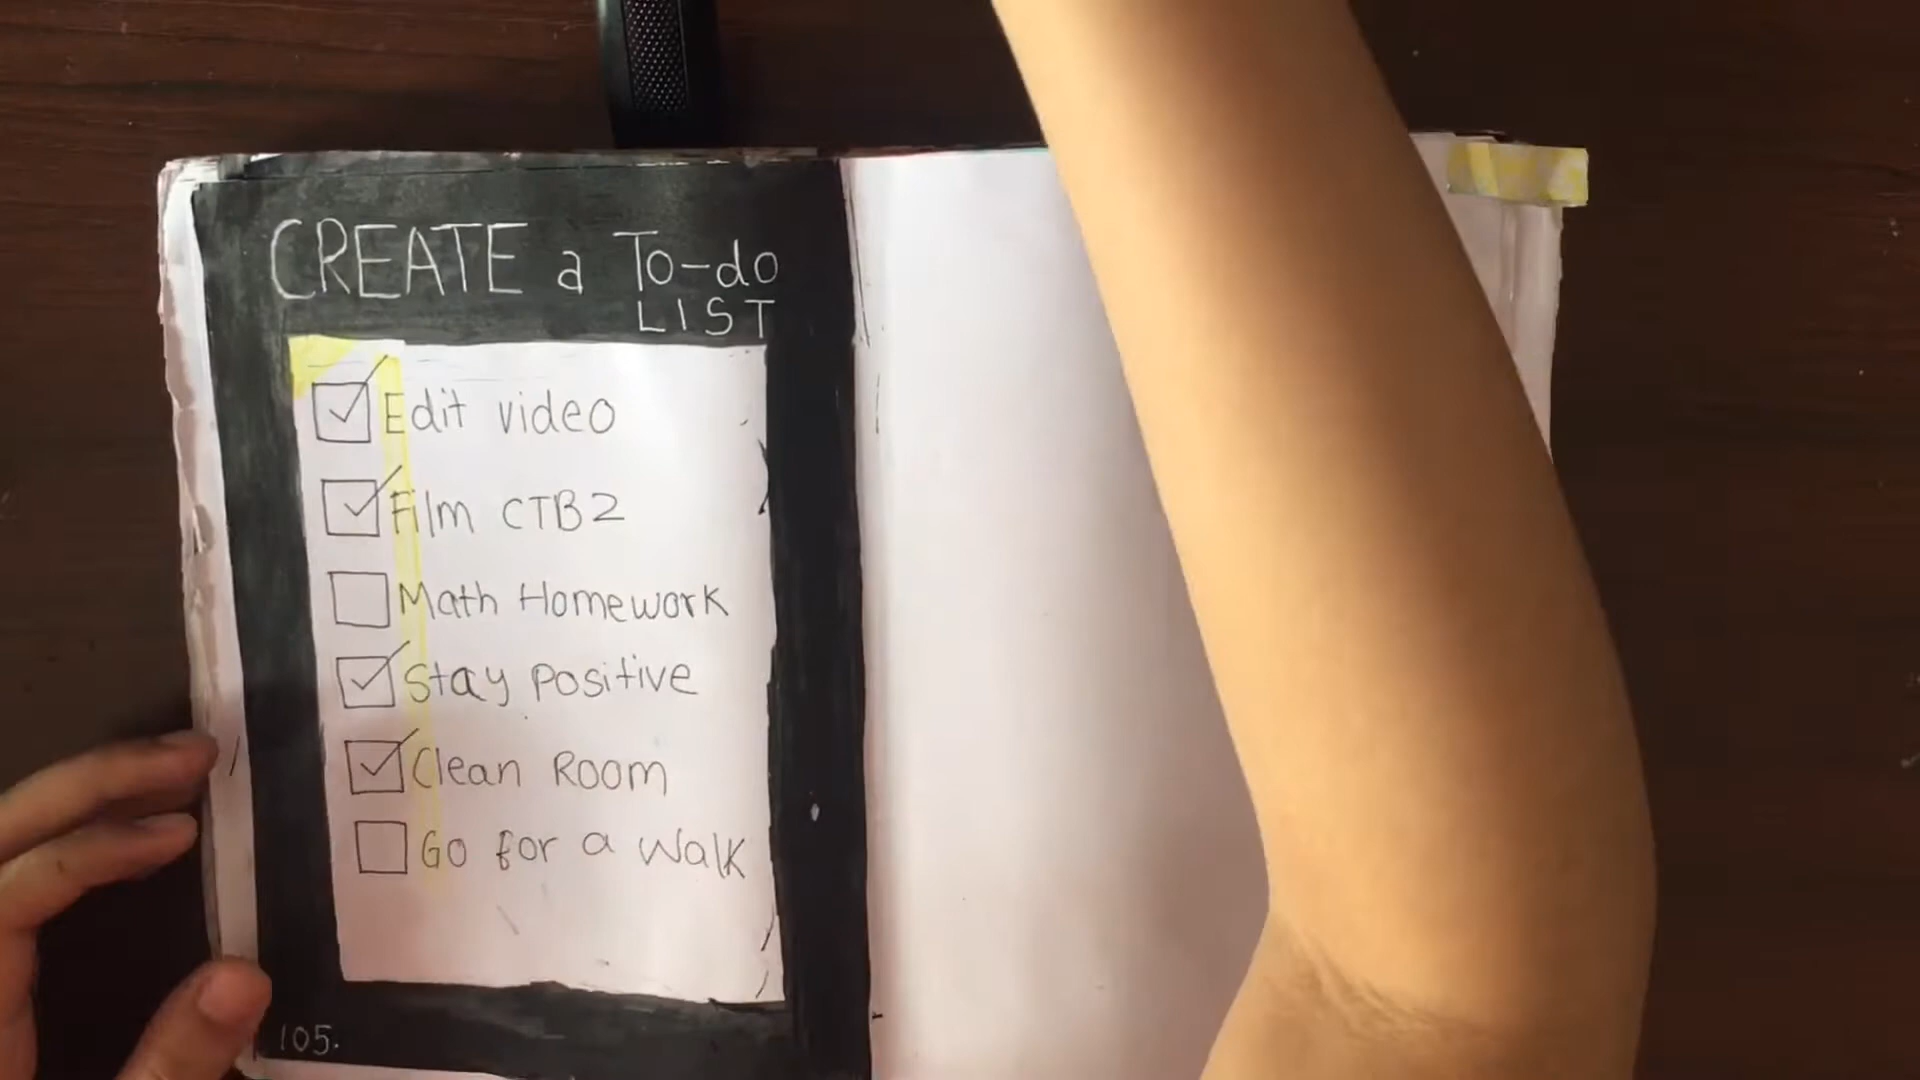 CREATE a To-do
LIST
Edit video
Film CTB2
Math Homework
Stay Positive
Clean Room
Go for a Walk
105.